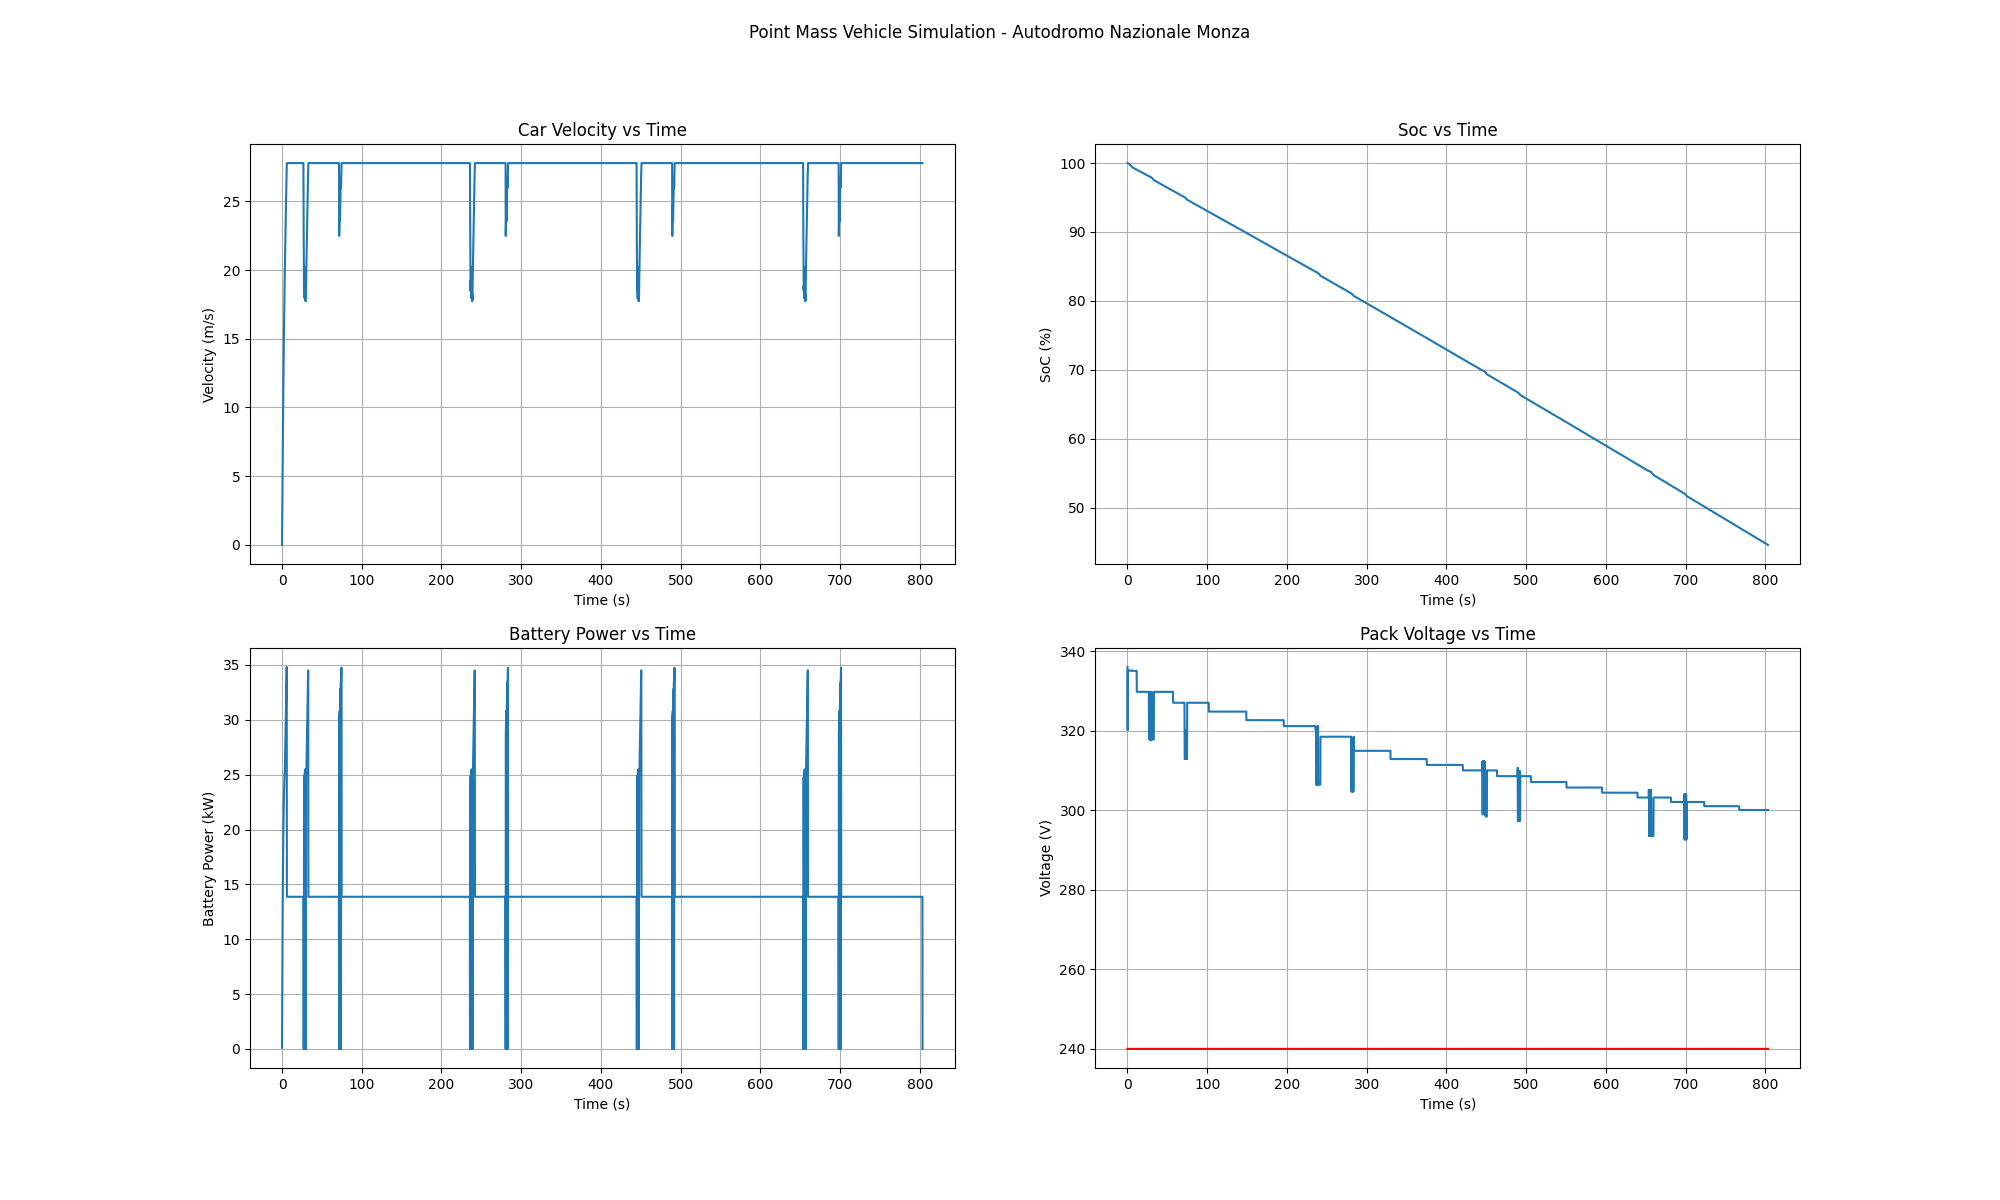 Point Mass Vehicle Simulation - Autodromo Nazionale Monza
Car Velocity vs Time
Velocity (m/s)
25
20
15
10
5
0
0 100 200 300 400 500 600 700 800
Time (s)
Soc vs Time
SoC (%)
100
90
80
70
60
50
0 100 200 300 400 500 600 700 800
Time (s)
Battery Power vs Time
Battery Power (kW)
35
30
25
20
15
10
5
0
0 100 200 300 400 500 600 700 800
Time (s)
Pack Voltage vs Time
Voltage (V)
340
320
300
280
260
240
0 100 200 300 400 500 600 700 800
Time (s)